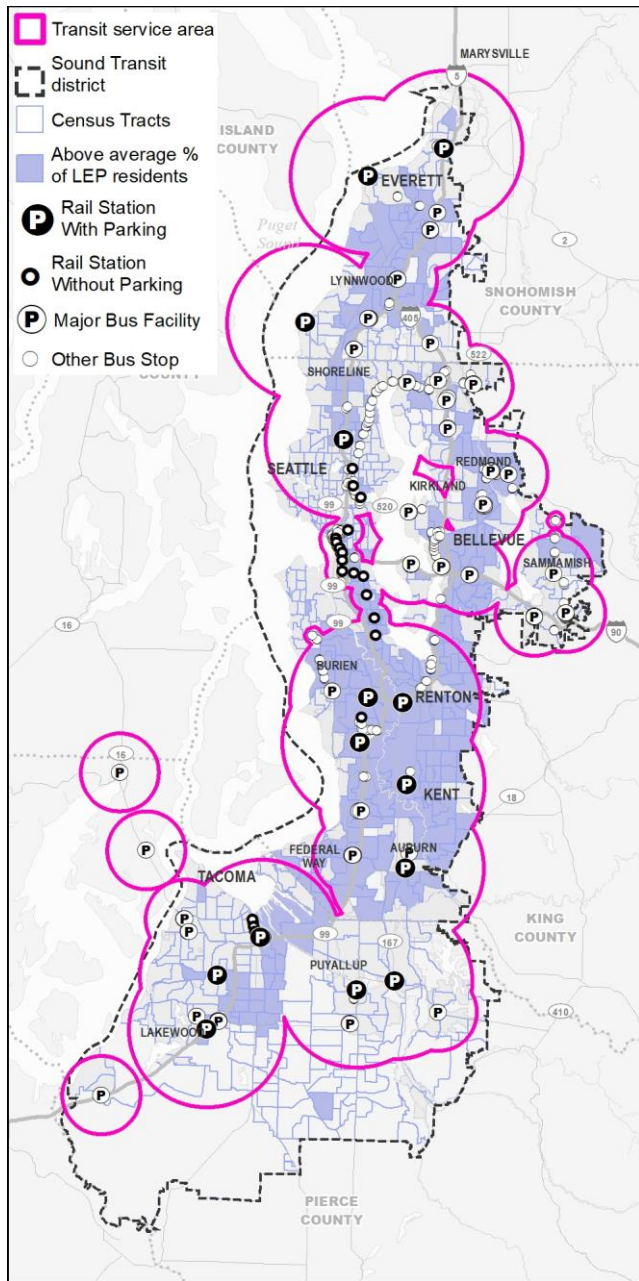 Transit service area
Sound Transit
district
Census Tracts
Above average %
of LEP residents
P
Rail Station
With Parking
Rail Station
Without Parking
P
Major Bus Facility
Other Bus Stop
MARYSVILLE
5
ISLAND
COUNTY
EVERETT
Puget
Sound
2
LYNNWOOD
SNOHOMISH
COUNTY
405
SHORELINE
522
COUNTY
REDMOND
SEATTLE
KIRKLAND
99
520
BELLEVUE
SAMMAMISH
99
99
90
16
BURIEN
RENTON
16
KENT
18
FEDERAL
WAY
AUBURN
TACOMA
KING
COUNTY
99
167
PUYALLUP
410
LAKEWOOD
PIERCE
COUNTY